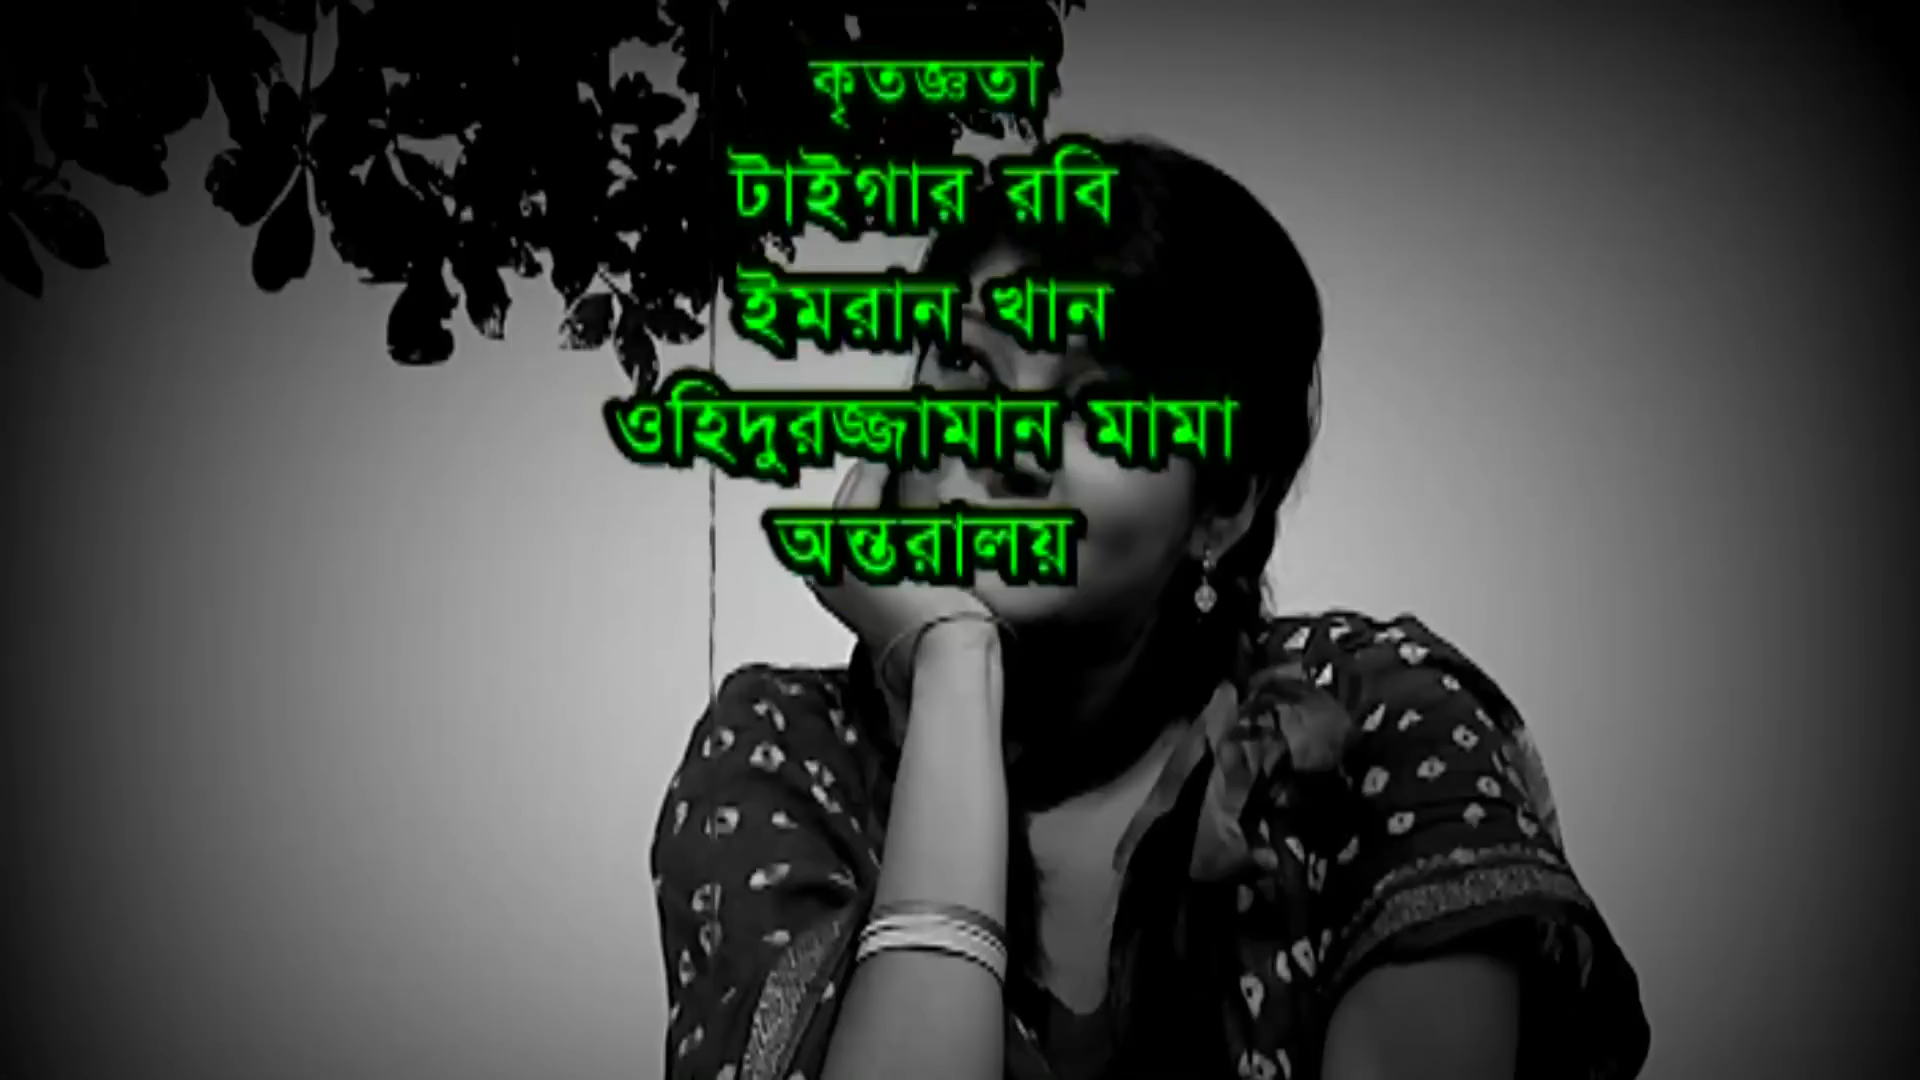 কৃতজ্ঞতা
টাইগার রবি
ইমরান খান
ওহিদুরজ্জামান মামা
অন্তরালয়